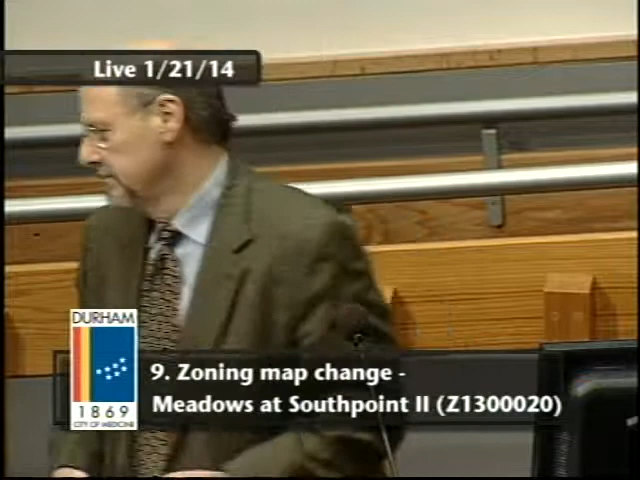 Live 1/21/14
DURHAM
1869
CITY OF MEDICINE
9. Zoning map change -
Meadows at Southpoint II (Z1300020)